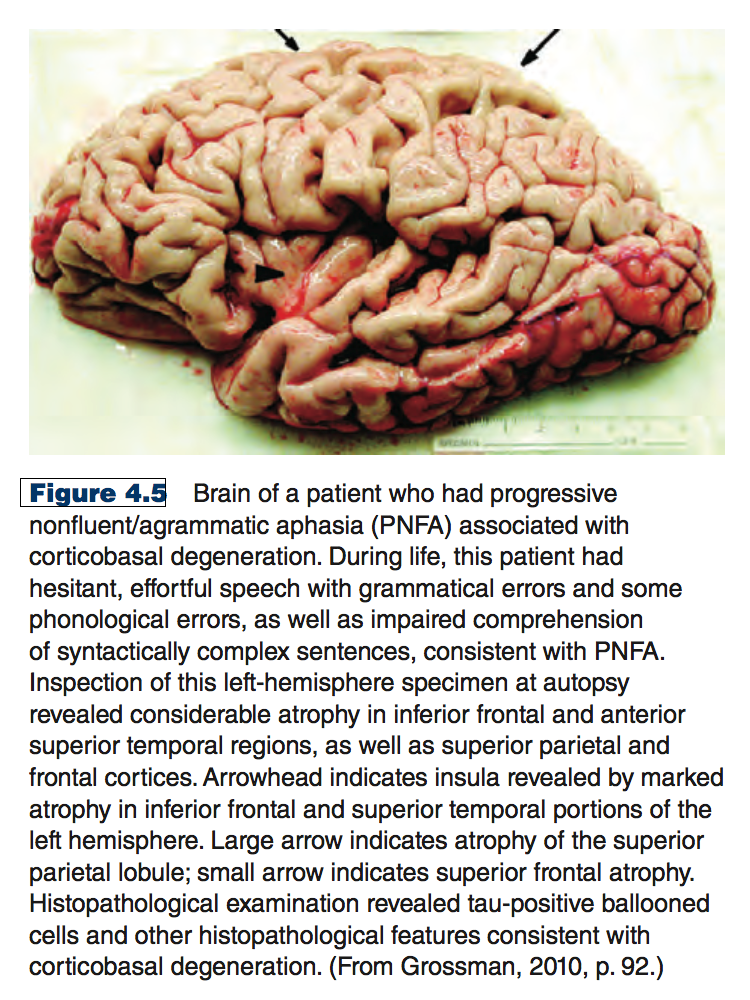 Figure 4.5 Brain of a patient who had progressive
nonfluent/agrammatic aphasia (PNFA) associated with
corticobasal degeneration. During life, this patient had
hesitant, effortful speech with grammatical errors and some
phonological errors, as well as impaired comprehension
of syntactically complex sentences, consistent with PNFA.
Inspection of this left-hemisphere specimen at autopsy
revealed considerable atrophy in inferior frontal and anterior
superior temporal regions, as well as superior parietal and
frontal cortices. Arrowhead indicates insula revealed by marked
atrophy in inferior frontal and superior temporal portions of the
left hemisphere. Large arrow indicates atrophy of the superior
parietal lobule; small arrow indicates superior frontal atrophy.
Histopathological examination revealed tau-positive ballooned
cells and other histopathological features consistent with
corticobasal degeneration. (From Grossman, 2010, p. 92.)